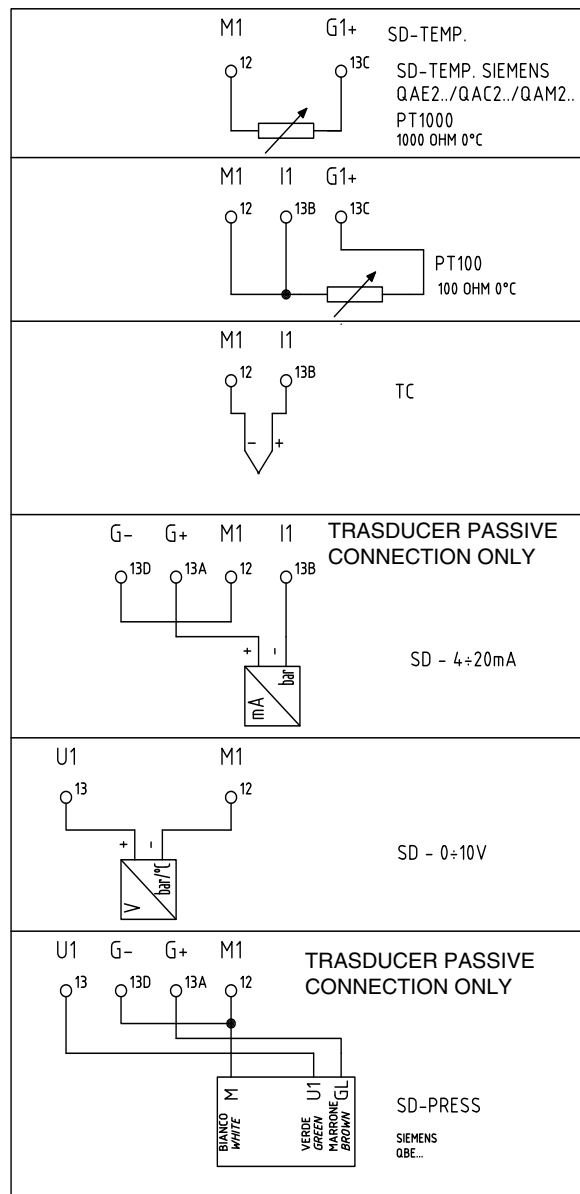 M1 G1+ SD-TEMP.
12 13C SD-TEMP. SIEMENS
QAE2../QAC2../QAM2..
PT1000
1000 OHM 0°C
M1 I1 G1+
12 13B 13C
PT100
100 OHM 0°C
M1 I1
12 13B
TC
- +
G- G+ M1 I1 TRASDUCER PASSIVE
CONNECTION ONLY
13D 13A 12 13B
+ -
SD - 4÷20mA
mA bar
U1 M1
13 12
+ -
SD - 0÷10V
V bar/°C
U1 G- G+ M1 TRASDUCER PASSIVE
CONNECTION ONLY
13 13D 13A 12
M U1 GL
BIANCO VERDE MARRONE
WHITE GREEN BROWN
SD-PRESS
SIEMENS
QBE...